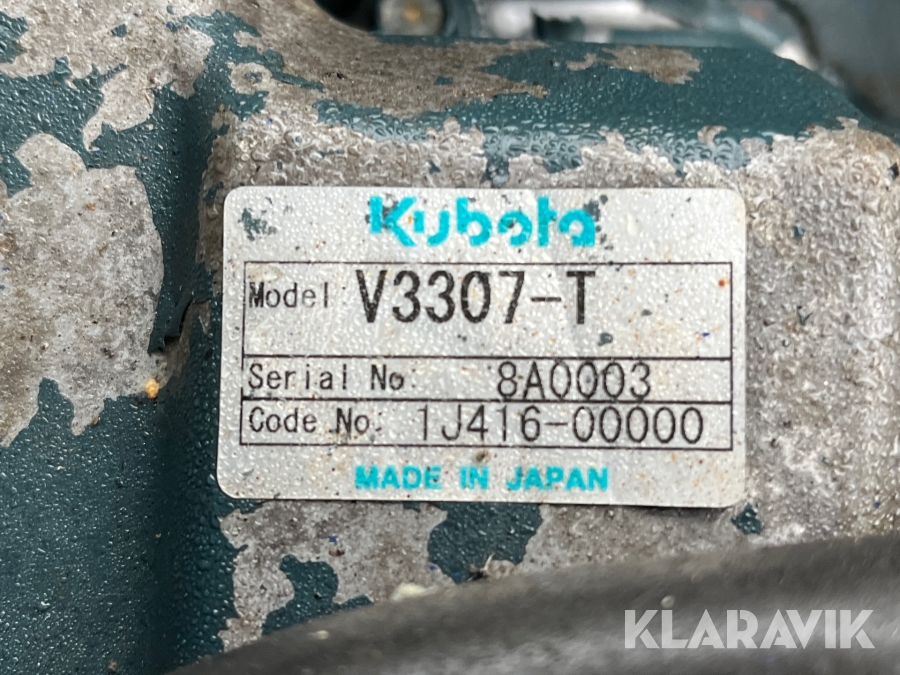 Kubota
Model V3307-T
Serial No. 8A0003
Code No. 1J416-00000
MADE IN JAPAN
KLARAVIK